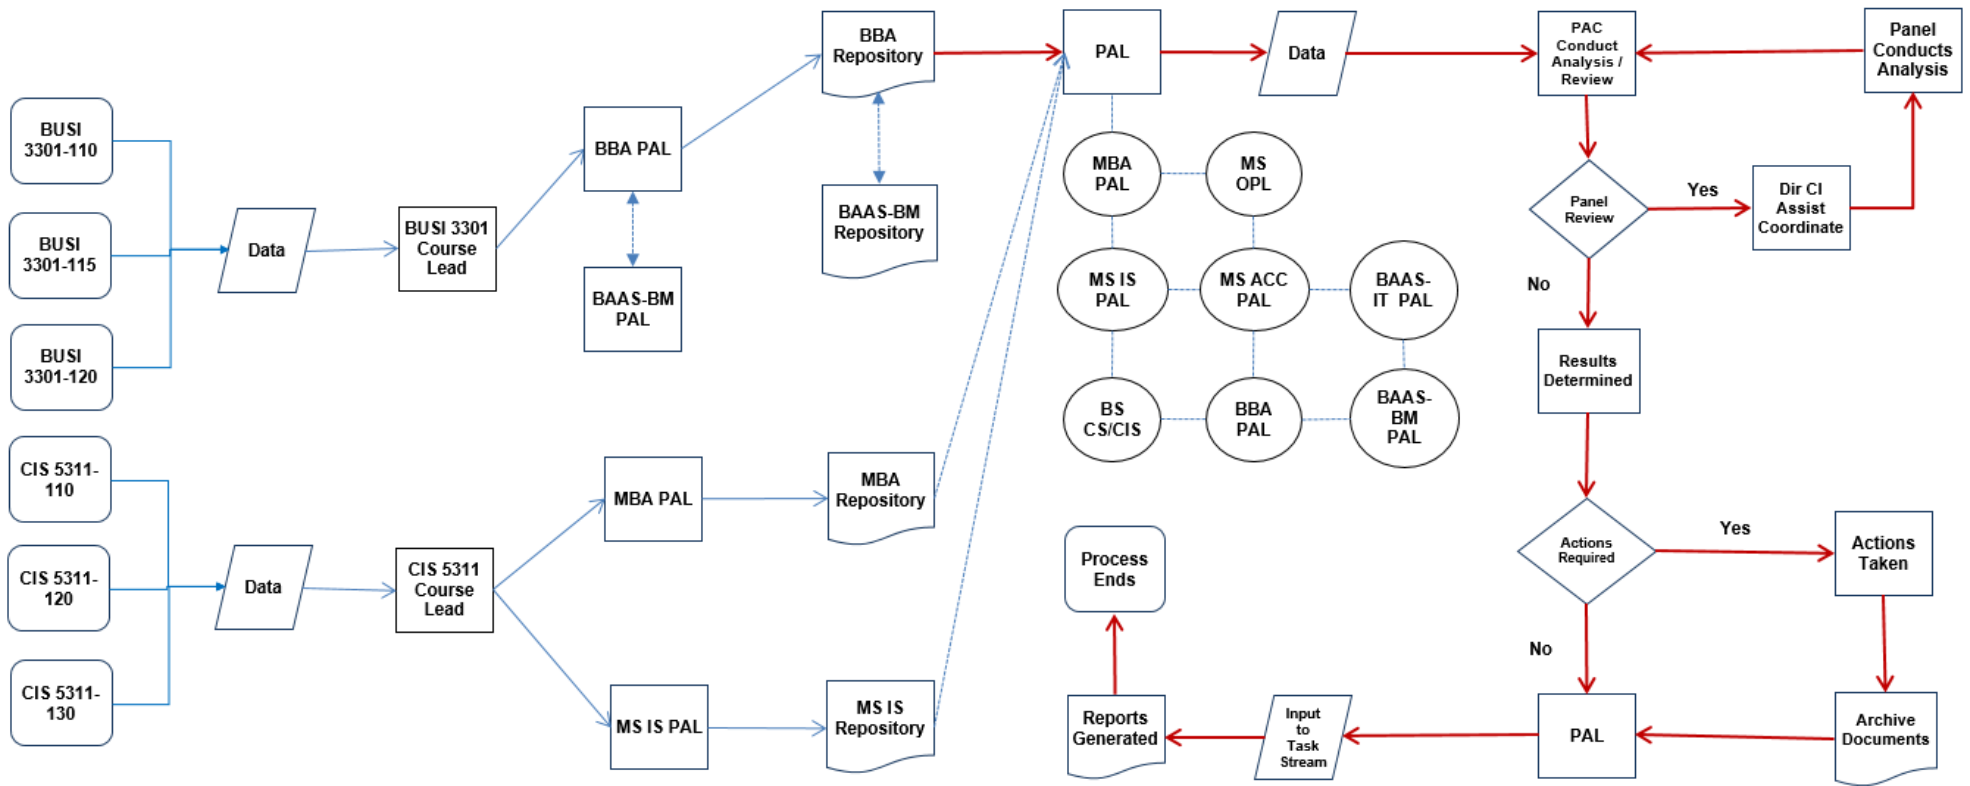 BUSI
3301-110
BUSI
3301-115
BUSI
3301-120
Data
BUSI 3301
Course
Lead
BBA PAL
BAAS-BM
PAL
BBA
Repository
BAAS-BM
Repository
CIS 5311-
110
CIS 5311-
120
CIS 5311-
130
Data
CIS 5311
Course
Lead
MBA PAL
MS IS PAL
MBA
Repository
MS IS
Repository
PAL
Data
MBA
PAL
MS
OPL
MS IS
PAL
MS ACC
PAL
BAAS-
IT PAL
BS
CS/CIS
BBA
PAL
BAAS-
BM
PAL
PAC
Conduct
Analysis /
Review
Panel
Conducts
Analysis
Panel
Review
Yes
Dir CI
Assist
Coordinate
No
Results
Determined
Actions
Required
Yes
Actions
Taken
No
Archive
Documents
PAL
Input
to
Task
Stream
Reports
Generated
Process
Ends